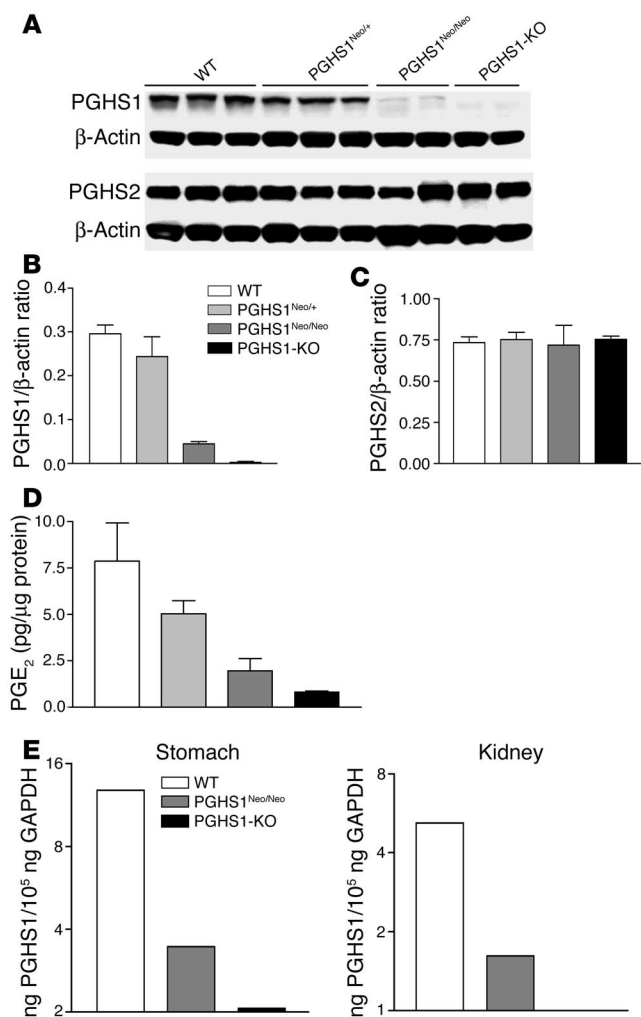 A
WT
PGHS1Neo/+
PGHS1Neo/Neo
PGHS1-KO
PGHS1
β-Actin
PGHS2
β-Actin
B
PGHS1/β-actin ratio
0.4
0.3
0.2
0.1
0.0
WT
PGHS1Neo/+
PGHS1Neo/Neo
PGHS1-KO
C
PGHS2/β-actin ratio
1.00
0.75
0.50
0.25
0.00
D
PGE2 (pg/μg protein)
10.0
7.5
5.0
2.5
0.0
E
Stomach
ng PGHS1/10⁵ ng GAPDH
16
8
4
2
WT
PGHS1Neo/Neo
PGHS1-KO
Kidney
ng PGHS1/10⁵ ng GAPDH
8
4
2
1